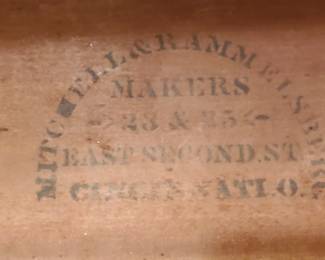 MITCHELL & RAMMELSBERG
MAKERS
23 & 25
EAST SECOND.ST.
CINCINNATI.O.